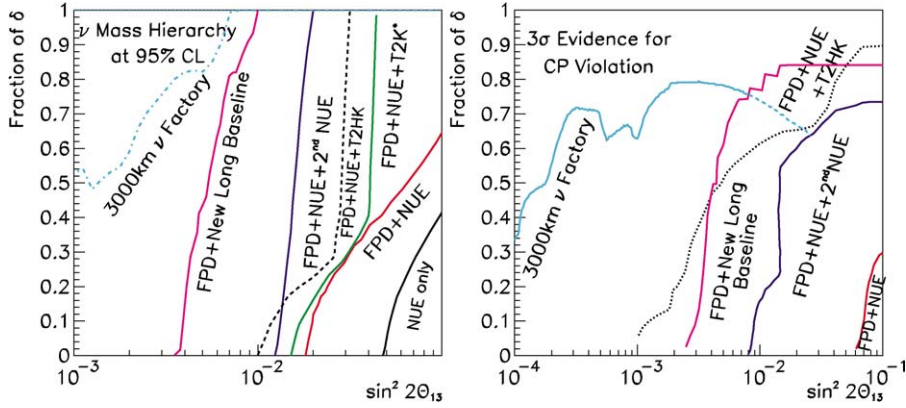 Fraction of δ
1
0.9
0.8
0.7
0.6
0.5
0.4
0.3
0.2
0.1
0
ν Mass Hierarchy
at 95% CL
3000km ν Factory
FPD+New Long Baseline
FPD+NUE+2nd NUE
FPD+NUE+T2HK
FPD+NUE+T2K*
FPD+NUE
NUE only
10-3
10-2
sin2 2Θ13
Fraction of δ
1
0.9
0.8
0.7
0.6
0.5
0.4
0.3
0.2
0.1
0
3σ Evidence for
CP Violation
3000km ν Factory
FPD+New Long
Baseline
FPD+NUE
+T2HK
FPD+NUE+2nd NUE
FPD+NUE
10-4
10-3
10-2
10-1
sin2 2Θ13